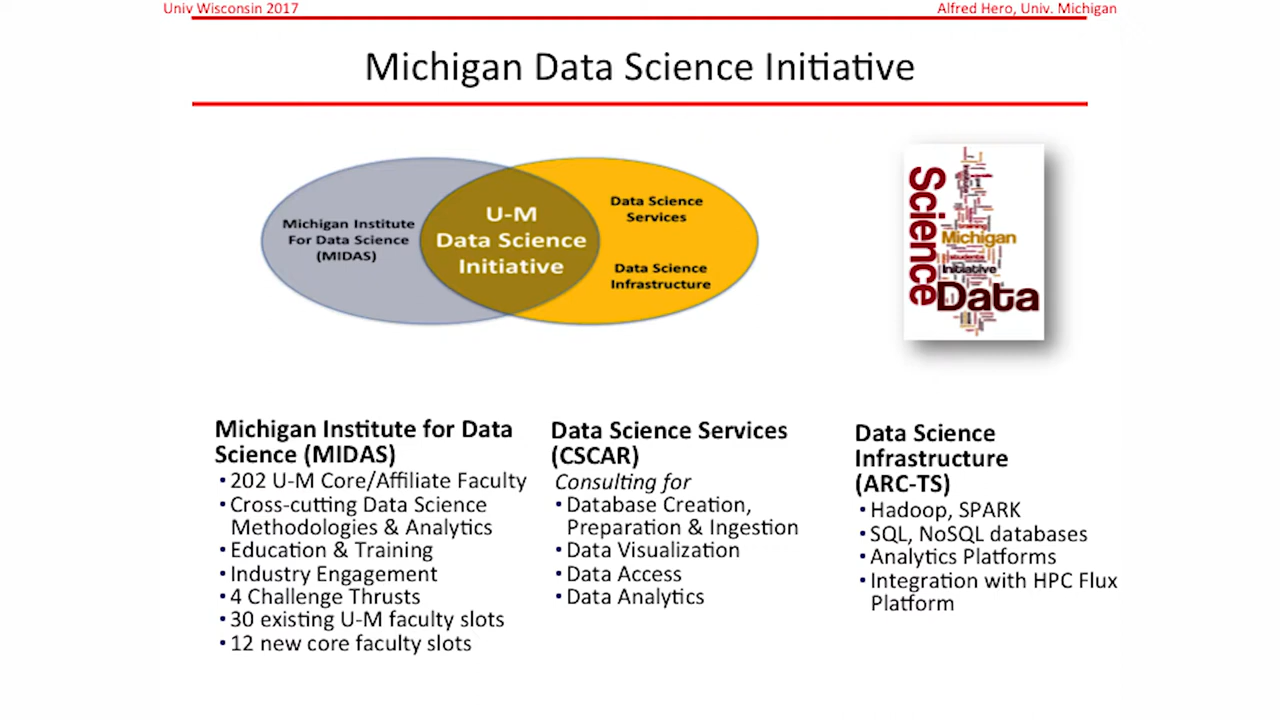 Univ Wisconsin 2017
Alfred Hero, Univ. Michigan
Michigan Data Science Initiative
Michigan Institute
For Data Science
(MIDAS)
U-M
Data Science
Initiative
Data Science
Services
Data Science
Infrastructure
Science
training
Michigan
students
Initiative
Data
Michigan Institute for Data
Science (MIDAS)
•202 U-M Core/Affiliate Faculty
•Cross-cutting Data Science
Methodologies & Analytics
•Education & Training
•Industry Engagement
•4 Challenge Thrusts
•30 existing U-M faculty slots
•12 new core faculty slots
Data Science Services
(CSCAR)
Consulting for
•Database Creation,
Preparation & Ingestion
•Data Visualization
•Data Access
•Data Analytics
Data Science
Infrastructure
(ARC-TS)
•Hadoop, SPARK
•SQL, NoSQL databases
•Analytics Platforms
•Integration with HPC Flux
Platform